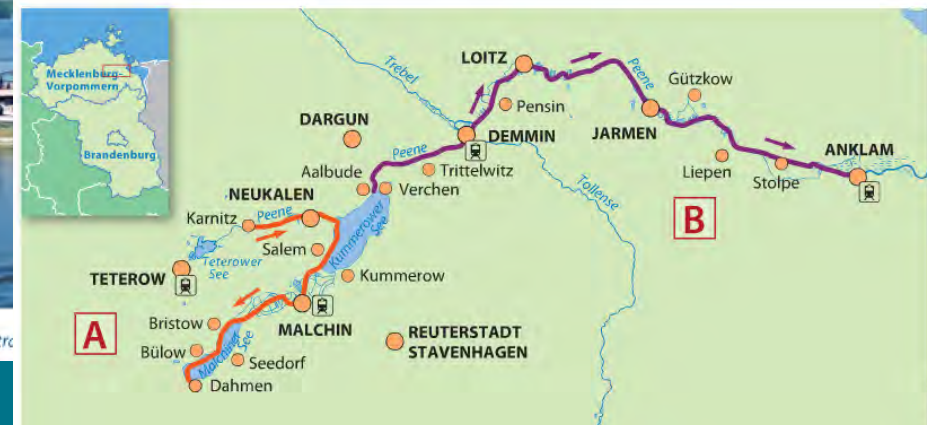 Mecklenburg-
Vorpommern
Brandenburg
LOITZ
Trebel
Peene
Gützkow
Pensin
DARGUN
DEMMIN
JARMEN
Peene
Trittelwitz
Aalbude
Verchen
ANKLAM
Liepen
Stolpe
NEUKALEN
Tollense
Karnitz
Peene
B
Salem
Kummerower
See
Teterower
See
Kummerow
TETEROW
A
Bristow
MALCHIN
REUTERSTADT
STAVENHAGEN
Bülow
Malchiner
See
Seedorf
Dahmen